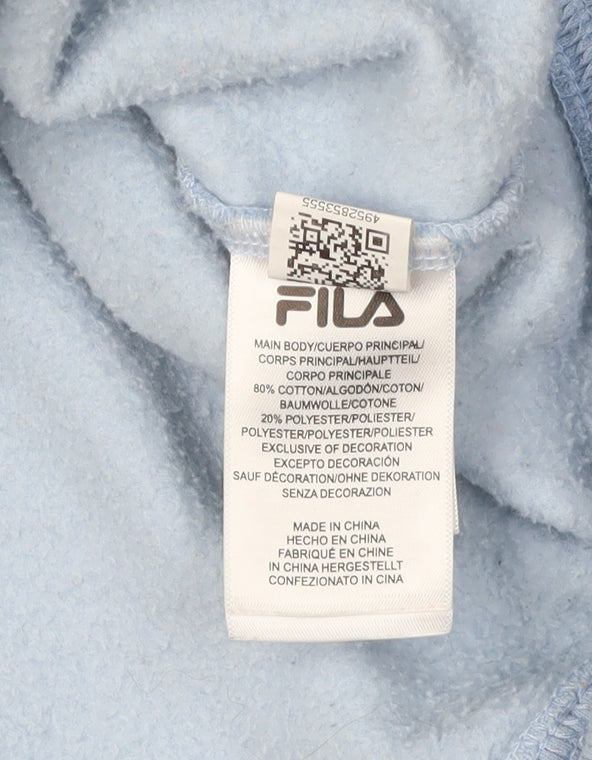 4952853555
FILA
MAIN BODY/CUERPO PRINCIPAL/
CORPS PRINCIPAL/HAUPTTEIL/
CORPO PRINCIPALE
80% COTTON/ALGODÓN/COTON/
BAUMWOLLE/COTONE
20% POLYESTER/POLIESTER/
POLYESTER/POLYESTER/POLIESTER
EXCLUSIVE OF DECORATION
EXCEPTO DECORACIÓN
SAUF DÉCORATION/OHNE DEKORATION
SENZA DECORAZION
MADE IN CHINA
HECHO EN CHINA
FABRIQUÉ EN CHINE
IN CHINA HERGESTELLT
CONFEZIONATO IN CINA